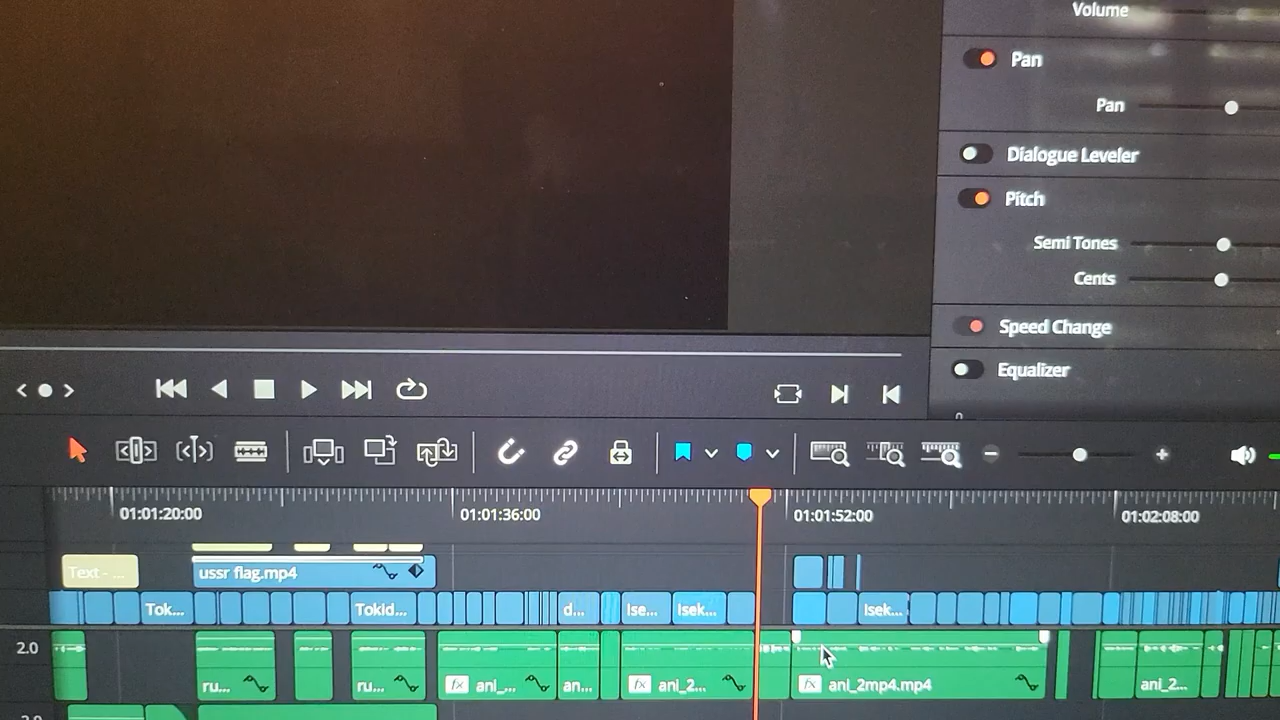 Volume
Pan
Pan
Dialogue Leveler
Pitch
Semi Tones
Cents
Speed Change
Equalizer
01:01:20:00
01:01:36:00
01:01:52:00
01:02:08:00
Text - ...
ussr flag.mp4
Tok...
TokId...
d...
Ise...
Isek...
Isek...
2.0
ru...
ru...
fx ani_...
an...
fx ani_2...
fx ani_2mp4.mp4
ani_2...